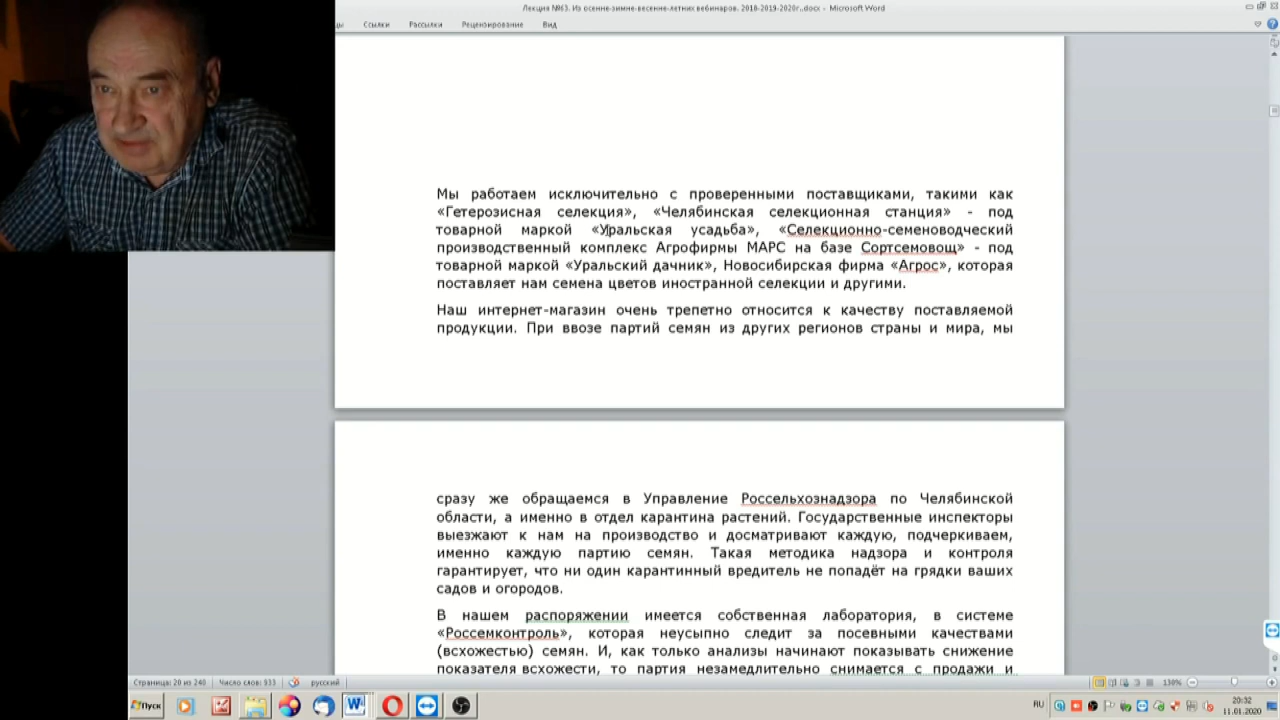 Лекция №63. Из осенне-зимне-весенне-летних вебинаров. 2018-2019-2020г..docx - Microsoft Word
Ссылки Рассылки Рецензирование Вид
Мы работаем исключительно с проверенными поставщиками, такими как
«Гетерозисная селекция», «Челябинская селекционная станция» - под
товарной маркой «Уральская усадьба», «Селекционно-семеноводческий
производственный комплекс Агрофирмы МАРС на базе Сортсемовощ» - под
товарной маркой «Уральский дачник», Новосибирская фирма «Агрос», которая
поставляет нам семена цветов иностранной селекции и другими.
Наш интернет-магазин очень трепетно относится к качеству поставляемой
продукции. При ввозе партий семян из других регионов страны и мира, мы
сразу же обращаемся в Управление Россельхознадзора по Челябинской
области, а именно в отдел карантина растений. Государственные инспекторы
выезжают к нам на производство и досматривают каждую, подчеркиваем,
именно каждую партию семян. Такая методика надзора и контроля
гарантирует, что ни один карантинный вредитель не попадёт на грядки ваших
садов и огородов.
В нашем распоряжении имеется собственная лаборатория, в системе
«Россемконтроль», которая неусыпно следит за посевными качествами
(всхожестью) семян. И, как только анализы начинают показывать снижение
показателя всхожести, то партия незамедлительно снимается с продажи и
Страница: 20 из 240 Число слов: 933 русский 130%
Пуск RU 20:32
11.01.2020